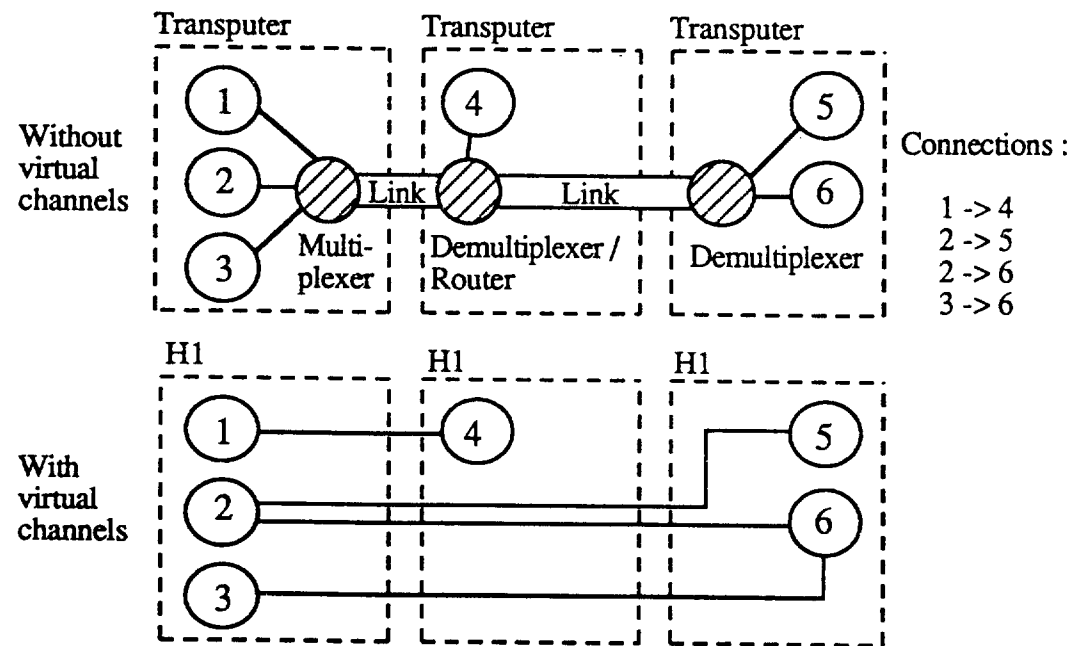 Transputer
Transputer
Transputer
Without
virtual
channels
1
2
3
4
5
6
Link
Link
Multi-
plexer
Demultiplexer /
Router
Demultiplexer
Connections :
1 -> 4
2 -> 5
2 -> 6
3 -> 6
H1
H1
H1
With
virtual
channels
1
2
3
4
5
6